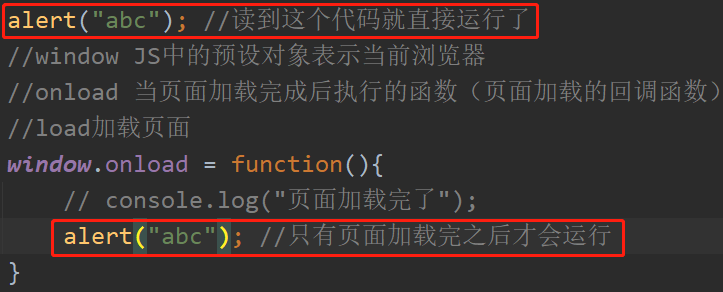 alert("abc"); //读到这个代码就直接运行了
//window JS中的预设对象表示当前浏览器
//onload 当页面加载完成后执行的函数（页面加载的回调函数）
//load加载页面
window.onload = function(){
// console.log("页面加载完了");
alert("abc"); //只有页面加载完之后才会运行
}